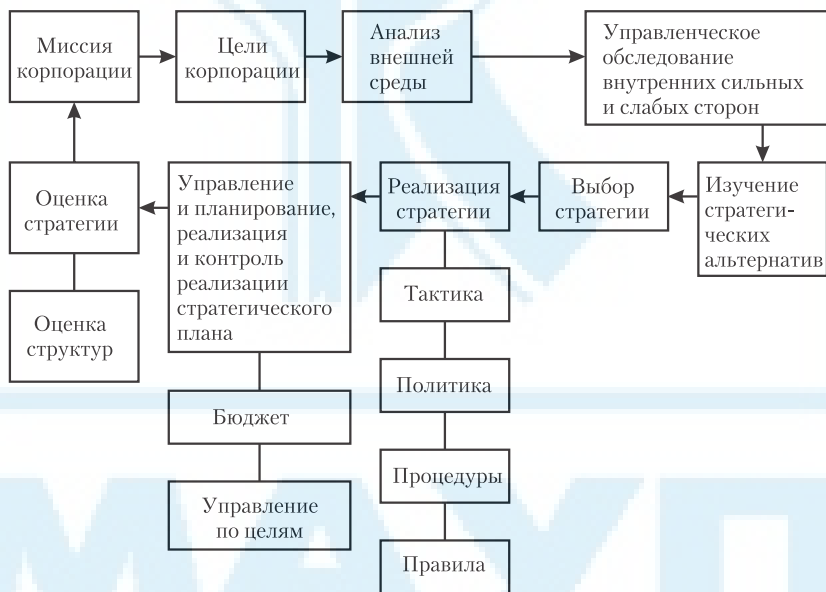 Миссия
корпорации
Цели
корпорации
Анализ
внешней
среды
Управленческое
обследование
внутренних сильных
и слабых сторон
Оценка
стратегии
Управление
и планирование,
реализация
и контроль
реализации
стратегического
плана
Реализация
стратегии
Выбор
стратегии
Изучение
стратеги-
ческих
альтернатив
Оценка
структур
Тактика
Политика
Бюджет
Процедуры
Управление
по целям
Правила
МАУП